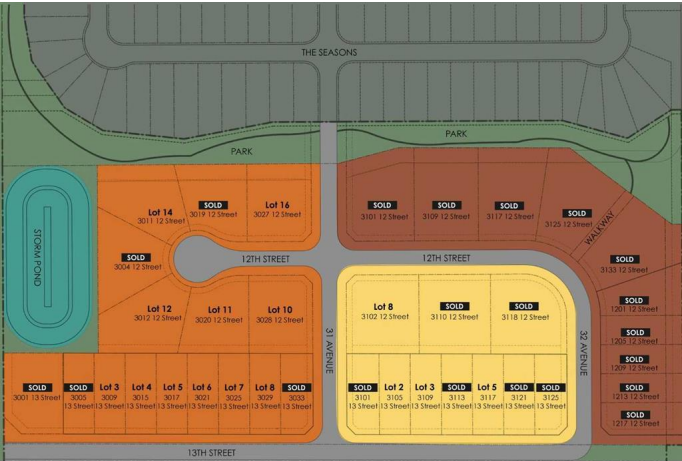 THE SEASONS
PARK
PARK
Lot 14
3011 12 Street
SOLD
3019 12 Street
Lot 16
3027 12 Street
SOLD
3101 12 Street
SOLD
3109 12 Street
SOLD
3117 12 Street
SOLD
3125 12 Street
WALKWAY
STORM POND
SOLD
3004 12 Street
12TH STREET
12TH STREET
SOLD
3133 12 Street
Lot 12
3012 12 Street
Lot 11
3020 12 Street
Lot 10
3028 12 Street
31 AVENUE
Lot 8
3102 12 Street
SOLD
3110 12 Street
SOLD
3118 12 Street
32 AVENUE
SOLD
1201 12 Street
SOLD
1205 12 Street
SOLD
1209 12 Street
SOLD
1213 12 Street
SOLD
1217 12 Street
SOLD
3001 13 Street
SOLD
3005
13 Street
Lot 3
3009
13 Street
Lot 4
3015
13 Street
Lot 5
3017
13 Street
Lot 6
3021
13 Street
Lot 7
3025
13 Street
Lot 8
3029
13 Street
SOLD
3033
13 Street
SOLD
3101
13 Street
Lot 2
3105
13 Street
Lot 3
3109
13 Street
SOLD
3113
13 Street
Lot 5
3117
13 Street
SOLD
3121
13 Street
SOLD
3125
13 Street
13TH STREET